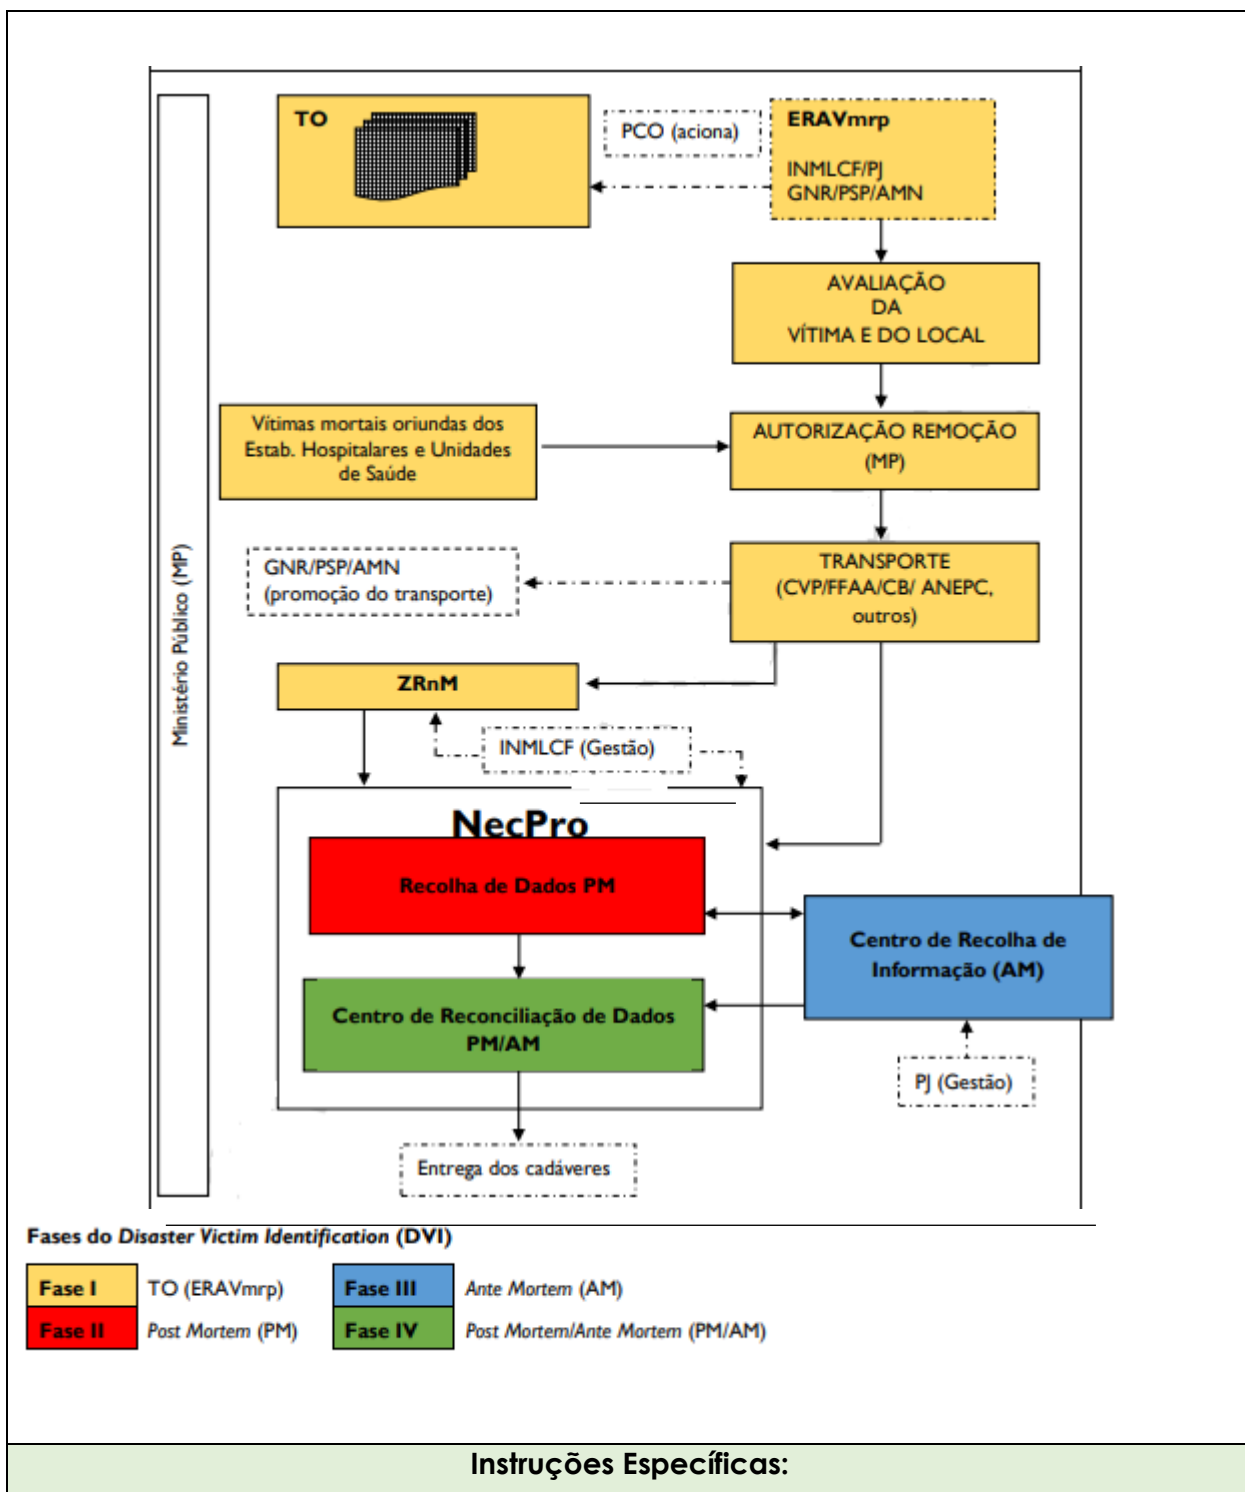 TO
PCO (aciona)
ERAVmrp
INMLCF/PJ
GNR/PSP/AMN
AVALIAÇÃO
DA
VÍTIMA E DO LOCAL
Vítimas mortais oriundas dos
Estab. Hospitalares e Unidades
de Saúde
AUTORIZAÇÃO REMOÇÃO
(MP)
Ministério Público (MP)
GNR/PSP/AMN
(promoção do transporte)
TRANSPORTE
(CVP/FFAA/CB/ ANEPC,
outros)
ZRnM
INMLCF (Gestão)
NecPro
Recolha de Dados PM
Centro de Recolha de
Informação (AM)
Centro de Reconciliação de Dados
PM/AM
PJ (Gestão)
Entrega dos cadáveres
Fases do Disaster Victim Identification (DVI)
Fase I TO (ERAVmrp) Fase III Ante Mortem (AM)
Fase II Post Mortem (PM) Fase IV Post Mortem/Ante Mortem (PM/AM)
Instruções Específicas: